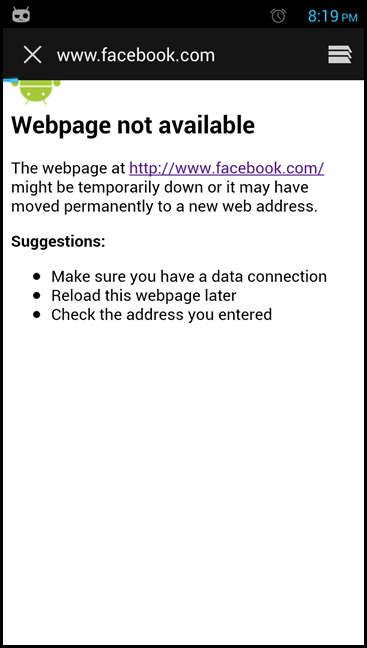 8:19 PM
www.facebook.com
Webpage not available
The webpage at http://www.facebook.com/
might be temporarily down or it may have
moved permanently to a new web address.
Suggestions:
Make sure you have a data connection
Reload this webpage later
Check the address you entered